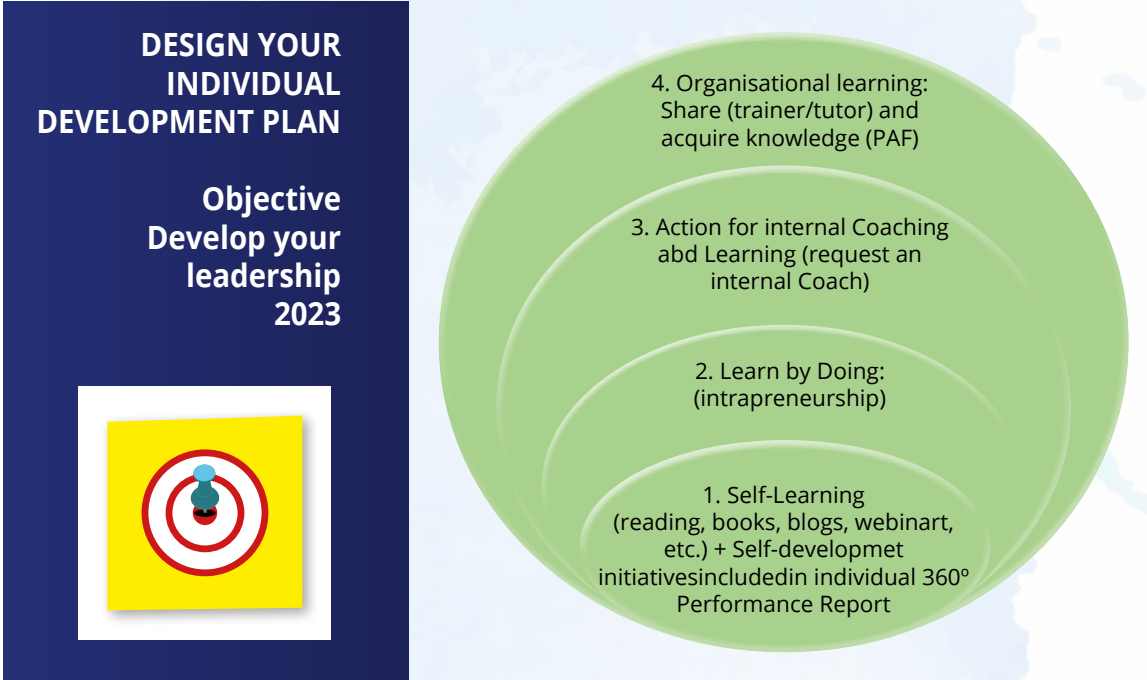 DESIGN YOUR
INDIVIDUAL
DEVELOPMENT PLAN
Objective
Develop your
leadership
2023
4. Organisational learning:
Share (trainer/tutor) and
acquire knowledge (PAF)
3. Action for internal Coaching
abd Learning (request an
internal Coach)
2. Learn by Doing:
(intrapreneurship)
1. Self-Learning
(reading, books, blogs, webinart,
etc.) + Self-developmet
initiativesincludedin individual 360º
Performance Report